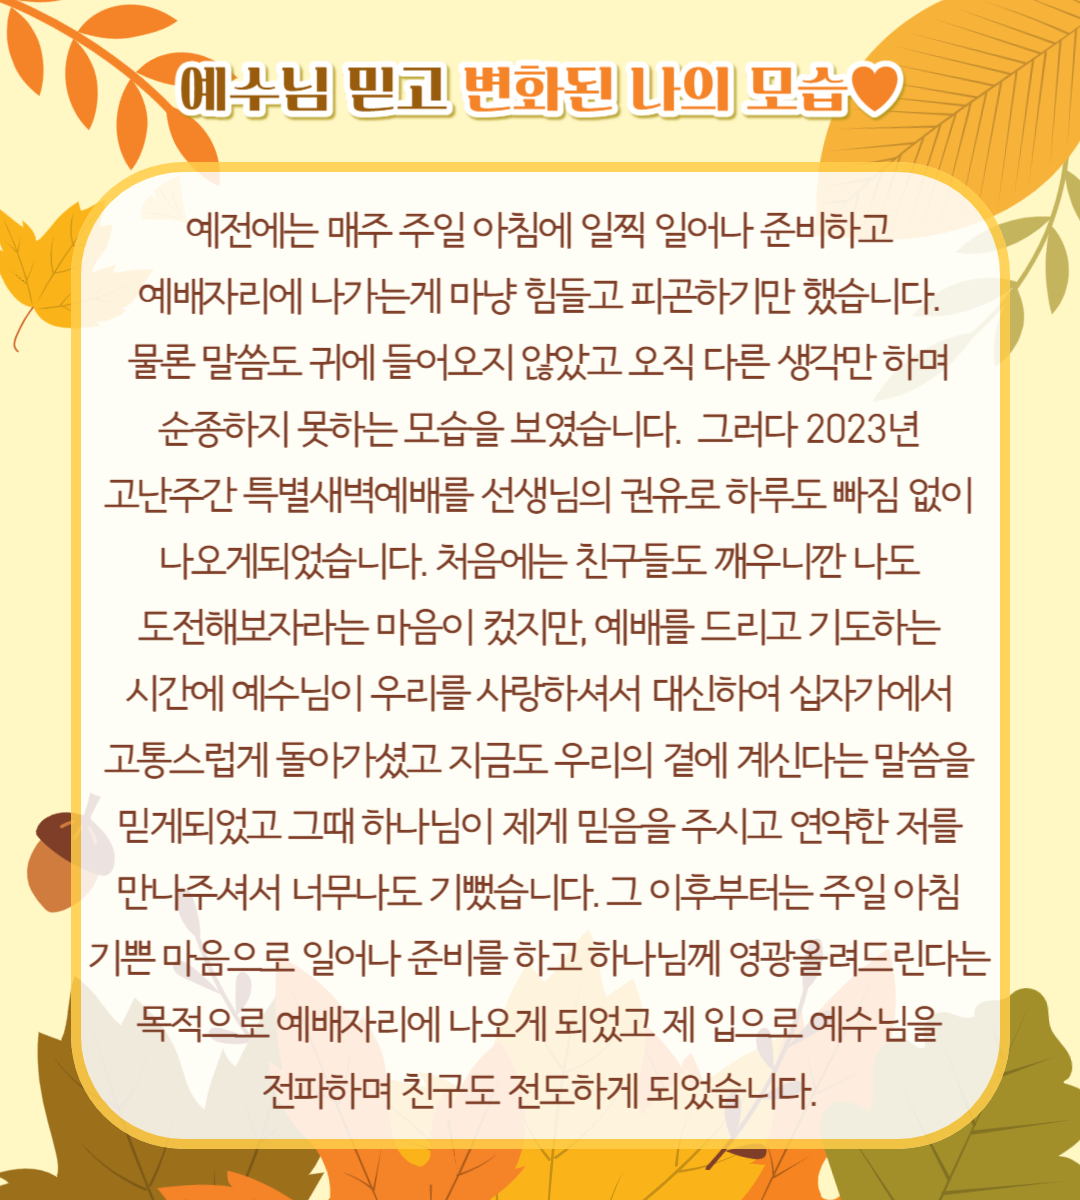 예수님 믿고 변화된 나의 모습♥
예전에는 매주 주일 아침에 일찍 일어나 준비하고
예배자리에 나가는게 마냥 힘들고 피곤하기만 했습니다.
물론 말씀도 귀에 들어오지 않았고 오직 다른 생각만 하며
순종하지 못하는 모습을 보였습니다. 그러다 2023년
고난주간 특별새벽예배를 선생님의 권유로 하루도 빠짐 없이
나오게되었습니다. 처음에는 친구들도 깨우니깐 나도
도전해보자라는 마음이 컸지만, 예배를 드리고 기도하는
시간에 예수님이 우리를 사랑하셔서 대신하여 십자가에서
고통스럽게 돌아가셨고 지금도 우리의 곁에 계신다는 말씀을
믿게되었고 그때 하나님이 제게 믿음을 주시고 연약한 저를
만나주셔서 너무나도 기뻤습니다. 그 이후부터는 주일 아침
기쁜 마음으로 일어나 준비를 하고 하나님께 영광올려드린다는
목적으로 예배자리에 나오게 되었고 제 입으로 예수님을
전파하며 친구도 전도하게 되었습니다.